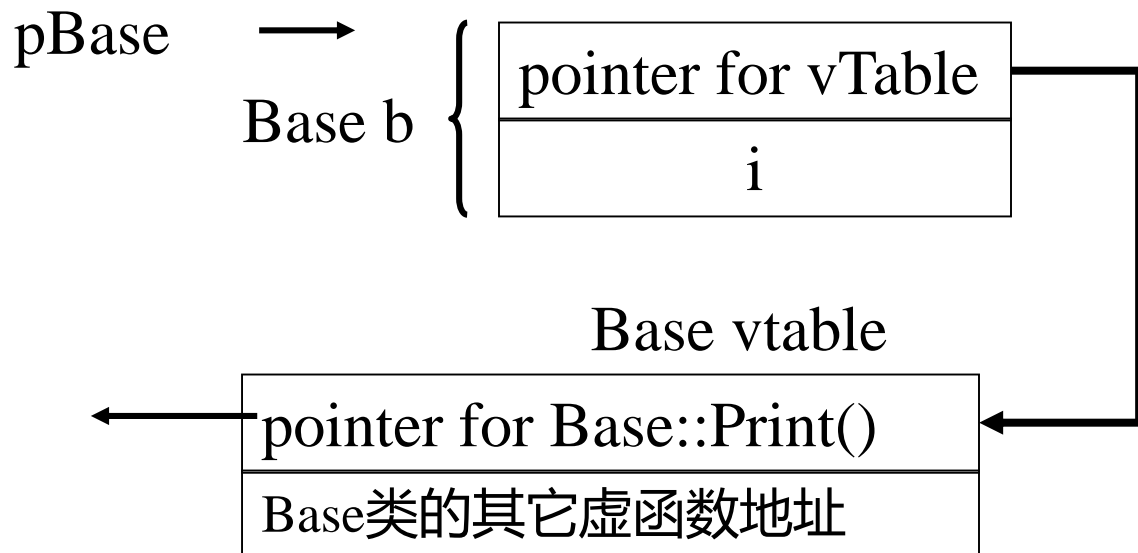 pBase
pointer for vTable
Base b
i
Base vtable
pointer for Base::Print()
Base类的其它虚函数地址